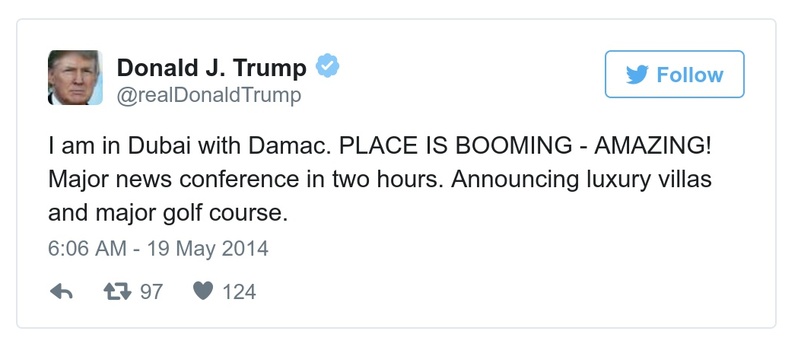 Donald J. Trump
Follow
@realDonaldTrump
I am in Dubai with Damac. PLACE IS BOOMING - AMAZING!
Major news conference in two hours. Announcing luxury villas
and major golf course.
6:06 AM - 19 May 2014
97 124